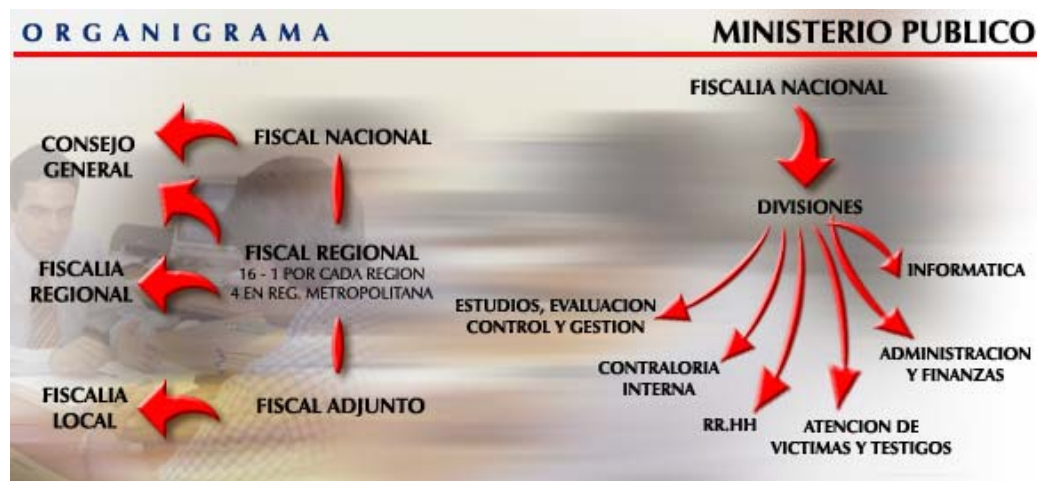 ORGANIGRAMA
MINISTERIO PUBLICO
CONSEJO
GENERAL
FISCAL NACIONAL
FISCALIA
REGIONAL
FISCAL REGIONAL
16 - 1 POR CADA REGION
4 EN REG. METROPOLITANA
FISCALIA
LOCAL
FISCAL ADJUNTO
FISCALIA NACIONAL
DIVISIONES
ESTUDIOS, EVALUACION
CONTROL Y GESTION
CONTRALORIA
INTERNA
RR.HH
ATENCION DE
VICTIMAS Y TESTIGOS
ADMINISTRACION
Y FINANZAS
INFORMATICA